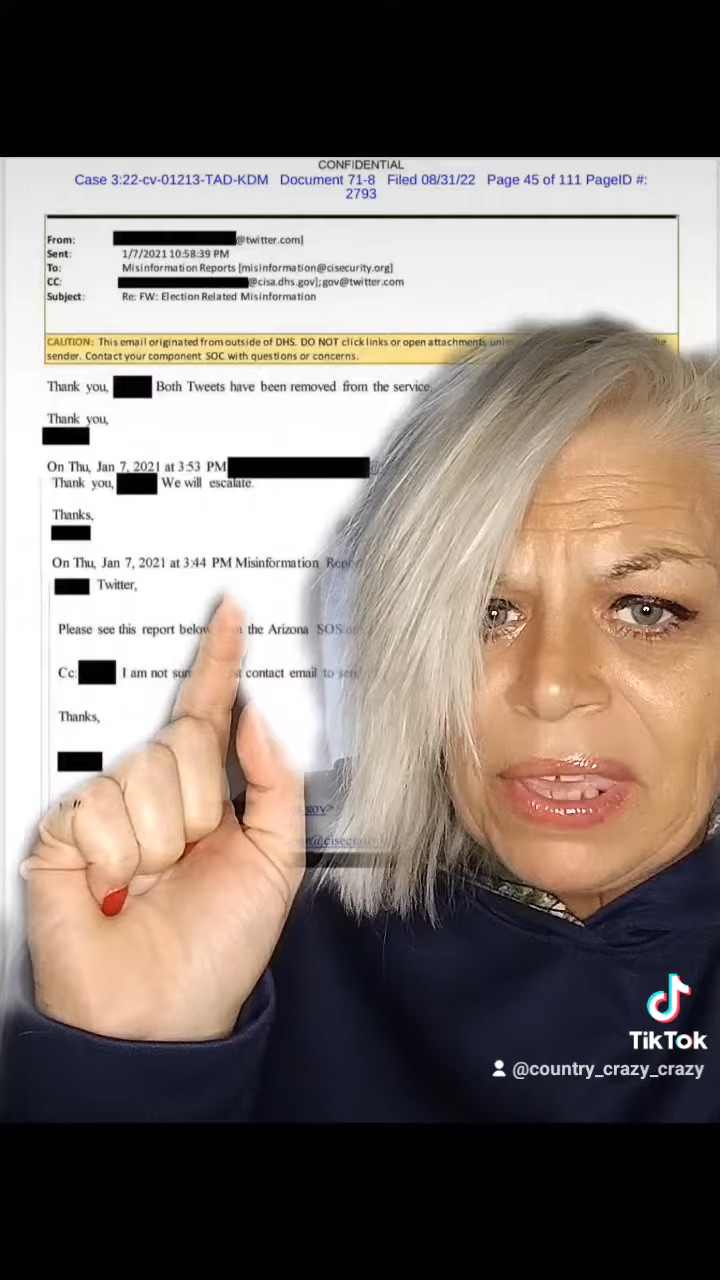 CONFIDENTIAL
Case 3:22-cv-01213-TAD-KDM Document 71-8 Filed 08/31/22 Page 45 of 111 PageID #:
2793
From: @twitter.com]
Sent: 1/7/2021 10:58:39 PM
To: Misinformation Reports [misinformation@cisecurity.org]
CC: @cisa.dhs.gov];gov@twitter.com
Subject: Re: FW: Election Related Misinformation
CAUTION: This email originated from outside of DHS. DO NOT click links or open attachments the
sender. Contact your component SOC with questions or concerns.
Thank you, Both Tweets have been removed from the service.
Thank you,
On Thu, Jan 7, 2021 at 3:53 PM
Thank you, We will escalate.
Thanks,
On Thu, Jan 7, 2021 at 3:44 PM Misinformation
Twitter,
Please see this report below the Arizona SOS
Cc: I am not contact email to
Thanks,
.gov>
@cisecurity
TikTok
@country_crazy_crazy